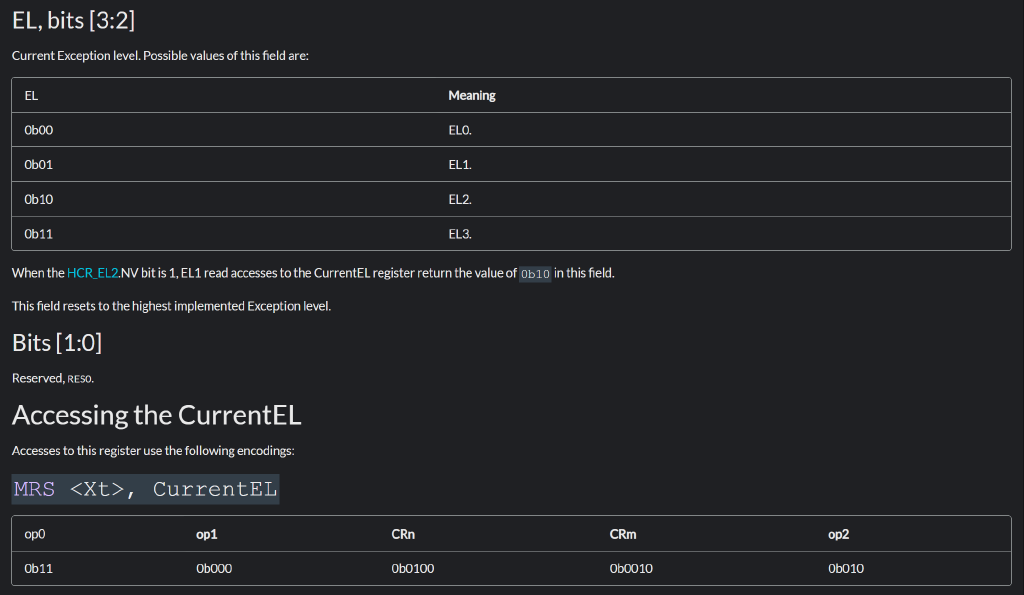 EL, bits [3:2]
Current Exception level. Possible values of this field are:
EL Meaning
0b00 EL0.
0b01 EL1.
0b10 EL2.
0b11 EL3.
When the HCR_EL2.NV bit is 1, EL1 read accesses to the CurrentEL register return the value of 0b10 in this field.
This field resets to the highest implemented Exception level.
Bits [1:0]
Reserved, RES0.
Accessing the CurrentEL
Accesses to this register use the following encodings:
MRS <Xt>, CurrentEL
op0 op1 CRn CRm op2
0b11 0b000 0b0100 0b0010 0b010